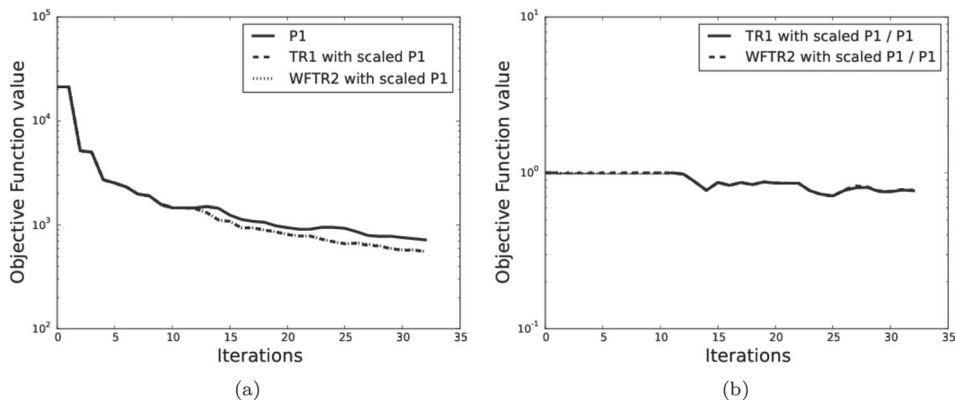 Objective Function value
10^5
10^4
10^3
10^2
P1
TR1 with scaled P1
WFTR2 with scaled P1
0 5 10 15 20 25 30 35
Iterations
(a)
Objective Function value
10^1
10^0
10^-1
TR1 with scaled P1 / P1
WFTR2 with scaled P1 / P1
0 5 10 15 20 25 30 35
Iterations
(b)